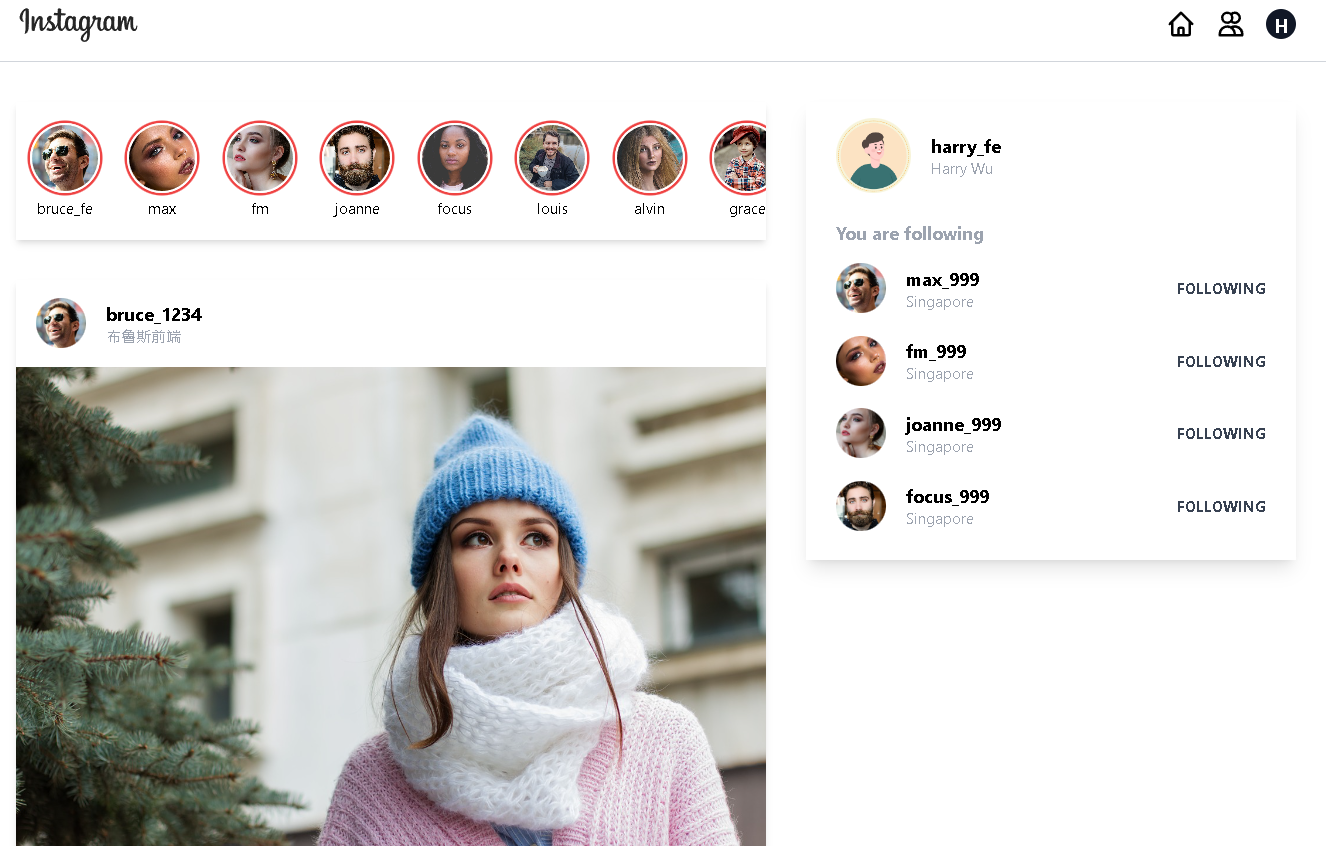 Instagram
H
bruce_fe
max
fm
joanne
focus
louis
alvin
grace
bruce_1234
布魯斯前端
harry_fe
Harry Wu
You are following
max_999
Singapore
FOLLOWING
fm_999
Singapore
FOLLOWING
joanne_999
Singapore
FOLLOWING
focus_999
Singapore
FOLLOWING